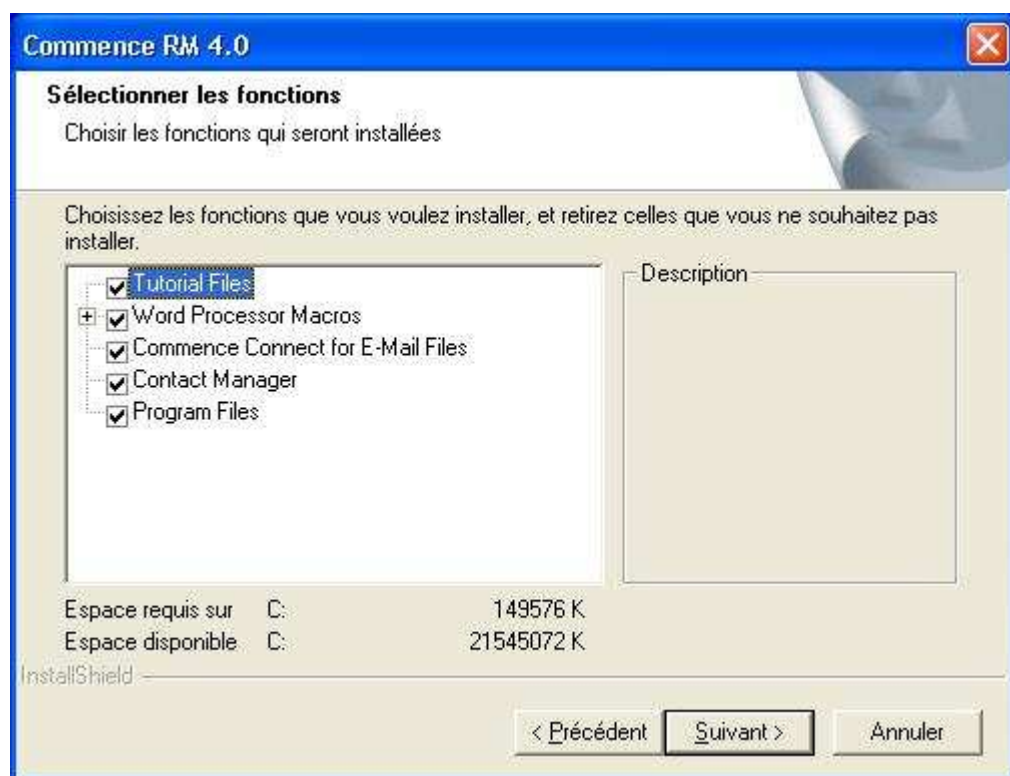 Commence RM 4.0
Sélectionner les fonctions
Choisir les fonctions qui seront installées
Choisissez les fonctions que vous voulez installer, et retirez celles que vous ne souhaitez pas
installer.
Tutorial Files
Word Processor Macros
Commence Connect for E-Mail Files
Contact Manager
Program Files
Description
Espace requis sur C: 149576 K
Espace disponible C: 21545072 K
InstallShield
< Précédent Suivant > Annuler